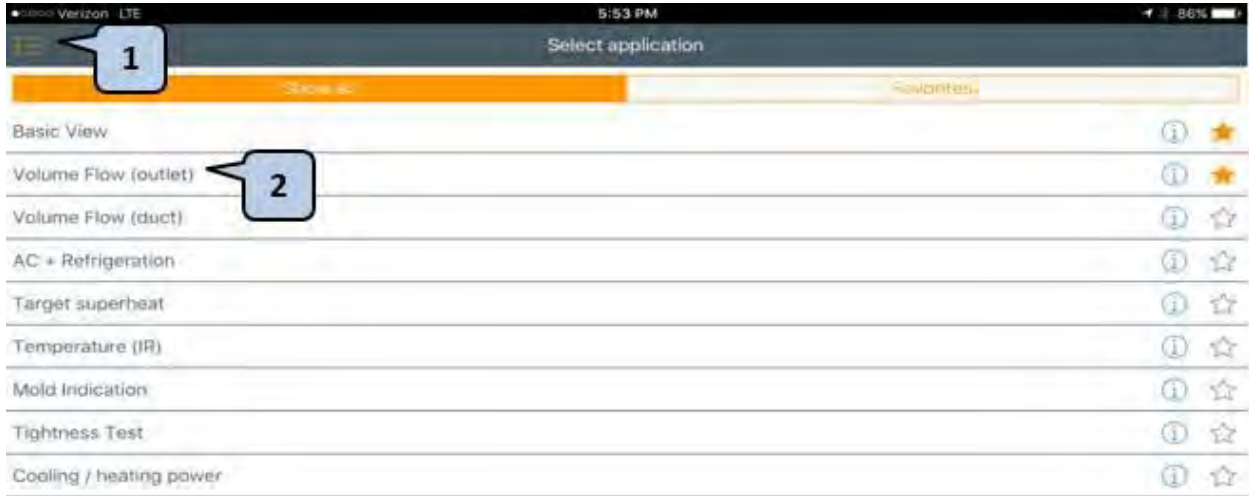 Verizon LTE 5:53 PM 86%
1 Select application
Show all Favorites
Basic View
Volume Flow (outlet) 2
Volume Flow (duct)
AC + Refrigeration
Target superheat
Temperature (IR)
Mold Indication
Tightness Test
Cooling / heating power